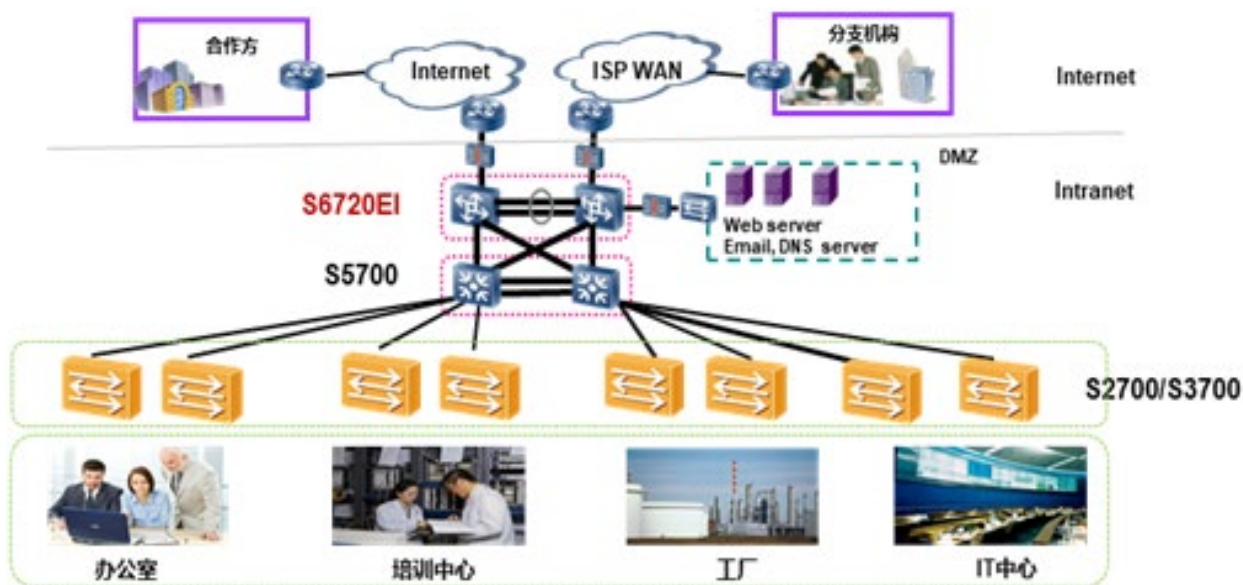 合作方
Internet
ISP WAN
分支机构
Internet
DMZ
Intranet
S6720EI
Web server
Email, DNS server
S5700
S2700/S3700
办公室
培训中心
工厂
IT中心